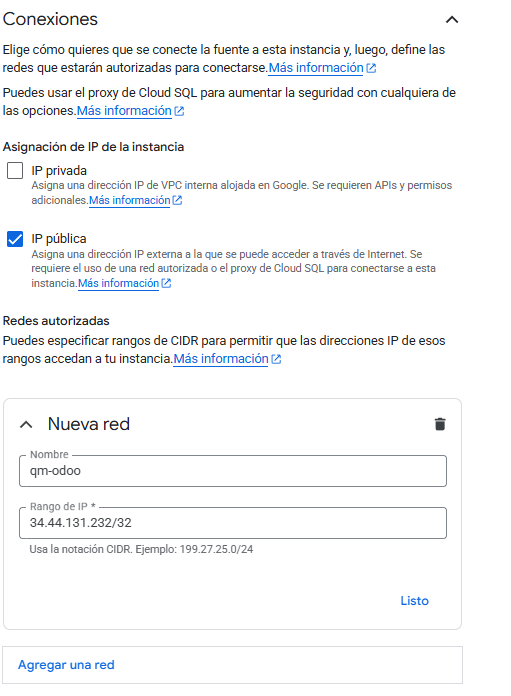 Conexiones
Elige cómo quieres que se conecte la fuente a esta instancia y, luego, define las
redes que estarán autorizadas para conectarse.Más información
Puedes usar el proxy de Cloud SQL para aumentar la seguridad con cualquiera de
las opciones.Más información
Asignación de IP de la instancia
IP privada
Asigna una dirección IP de VPC interna alojada en Google. Se requieren APIs y permisos
adicionales.Más información
IP pública
Asigna una dirección IP externa a la que se puede acceder a través de Internet. Se
requiere el uso de una red autorizada o el proxy de Cloud SQL para conectarse a esta
instancia.Más información
Redes autorizadas
Puedes especificar rangos de CIDR para permitir que las direcciones IP de esos
rangos accedan a tu instancia.Más información
Nueva red
Nombre
qm-odoo
Rango de IP *
34.44.131.232/32
Usa la notación CIDR. Ejemplo: 199.27.25.0/24
Listo
Agregar una red